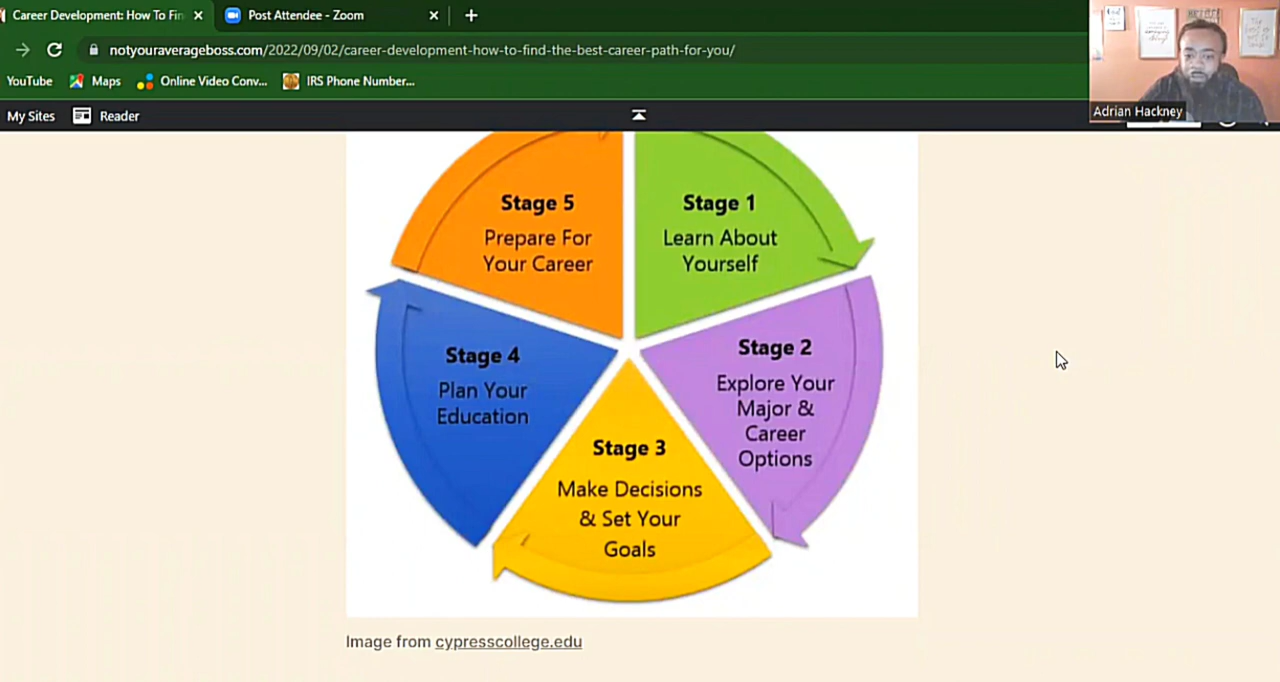 Career Development: How To Fin
Post Attendee - Zoom
notyouraverageboss.com/2022/09/02/career-development-how-to-find-the-best-career-path-for-you/
YouTube
Maps
Online Video Conv...
IRS Phone Number...
Adrian Hackney
My Sites
Reader
Stage 5
Prepare For
Your Career
Stage 1
Learn About
Yourself
Stage 4
Plan Your
Education
Stage 2
Explore Your
Major &
Career
Options
Stage 3
Make Decisions
& Set Your
Goals
Image from cypresscollege.edu